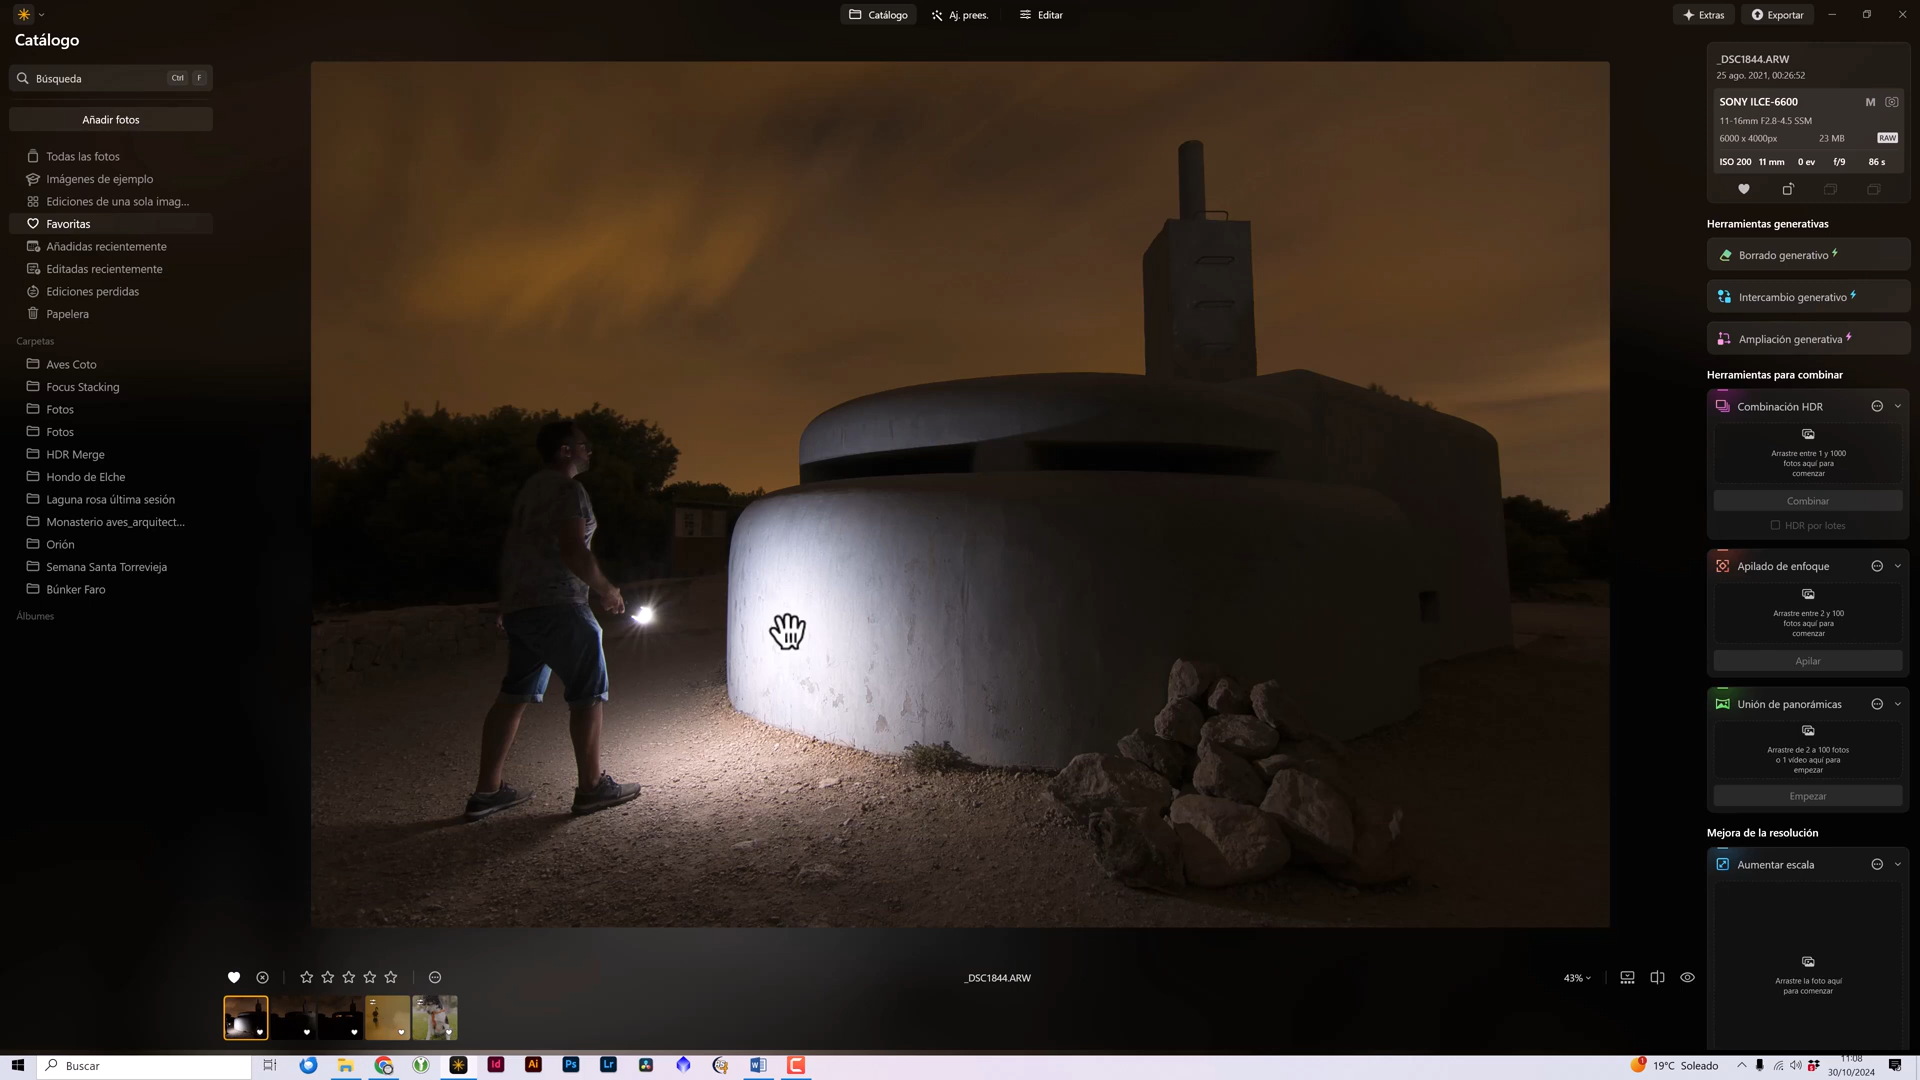 Catálogo
Aj. prees.
Editar
Extras
Exportar
Catálogo
Búsqueda
Ctrl
F
Añadir fotos
Todas las fotos
Imágenes de ejemplo
Ediciones de una sola imag...
Favoritas
Añadidas recientemente
Editadas recientemente
Ediciones perdidas
Papelera
Carpetas
Aves Coto
Focus Stacking
Fotos
Fotos
HDR Merge
Hondo de Elche
Laguna rosa última sesión
Monasterio aves_arquitect...
Orión
Semana Santa Torrevieja
Búnker Faro
Álbumes
_DSC1844.ARW
25 ago. 2021, 00:26:52
SONY ILCE-6600
M
11-16mm F2.8-4.5 SSM
6000 x 4000px
23 MB
RAW
ISO 200
11 mm
0 ev
f/9
86 s
Herramientas generativas
Borrado generativo
Intercambio generativo
Ampliación generativa
Herramientas para combinar
Combinación HDR
Arrastre entre 1 y 1000
fotos aquí para
comenzar
Combinar
HDR por lotes
Apilado de enfoque
Arrastre entre 2 y 100
fotos aquí para
comenzar
Apilar
Unión de panorámicas
Arrastre de 2 a 100 fotos
o 1 vídeo aquí para
empezar
Empezar
Mejora de la resolución
Aumentar escala
Arrastre la foto aquí
para comenzar
_DSC1844.ARW
43%
Buscar
Id
Ai
Ps
Lr
W
C
1
19°C Soleado
11:08
30/10/2024